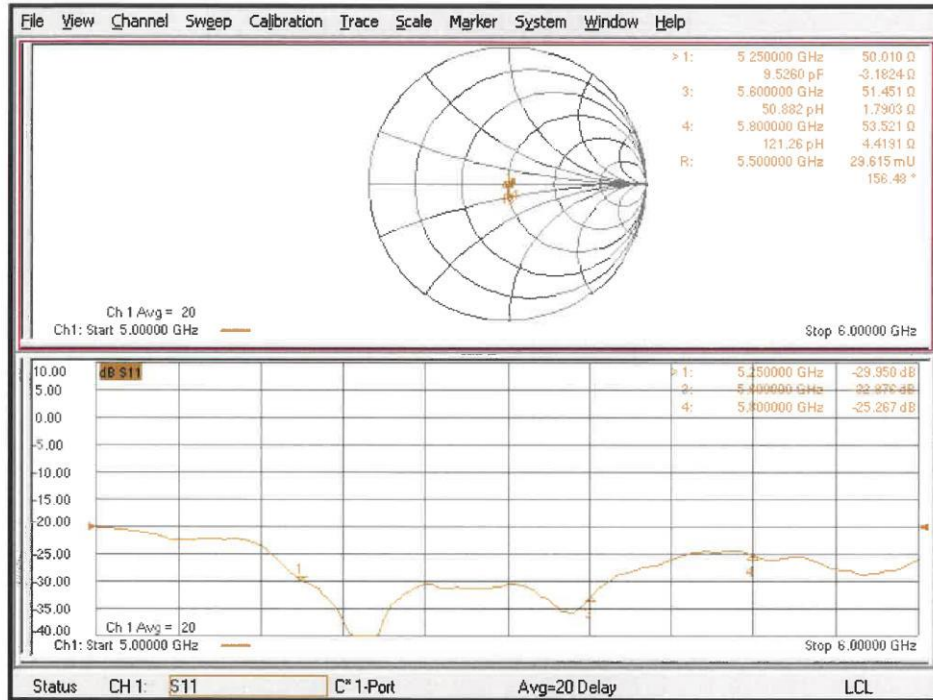 File View Channel Sweep Calibration Trace Scale Marker System Window Help
> 1: 5.250000 GHz 50.010 Ω
9.5260 pF -3.1824 Ω
3: 5.600000 GHz 51.451 Ω
50.882 pH 1.7903 Ω
4: 5.800000 GHz 53.521 Ω
121.26 pH 4.4191 Ω
R: 5.500000 GHz 29.615 mU
156.48 °
Ch 1 Avg = 20
Ch1: Start 5.00000 GHz
Stop 6.00000 GHz
10.00
dB S11
5.00
0.00
-5.00
-10.00
-15.00
-20.00
-25.00
-30.00
-35.00
-40.00
> 1: 5.250000 GHz -29.950 dB
GHz dB
4: 5.800000 GHz -25.267 dB
1
4
Ch 1 Avg = 20
Ch1: Start 5.00000 GHz
Stop 6.00000 GHz
Status CH 1: S11 C* 1-Port Avg=20 Delay LCL